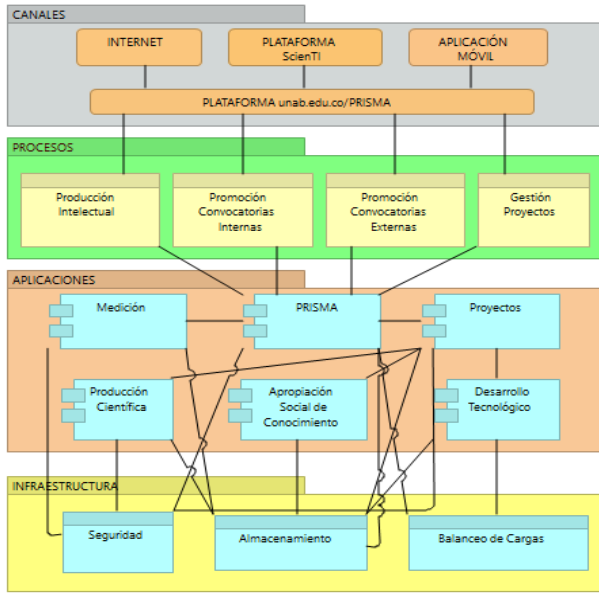 CANALES
INTERNET
PLATAFORMA
ScienTI
APLICACIÓN
MÓVIL
PLATAFORMA unab.edu.co/PRISMA
PROCESOS
Producción
Intelectual
Promoción
Convocatorias
Internas
Promoción
Convocatorias
Externas
Gestión
Proyectos
APLICACIONES
Medición
PRISMA
Proyectos
Producción
Científica
Apropiación
Social de
Conocimiento
Desarrollo
Tecnológico
INFRAESTRUCTURA
Seguridad
Almacenamiento
Balanceo de Cargas